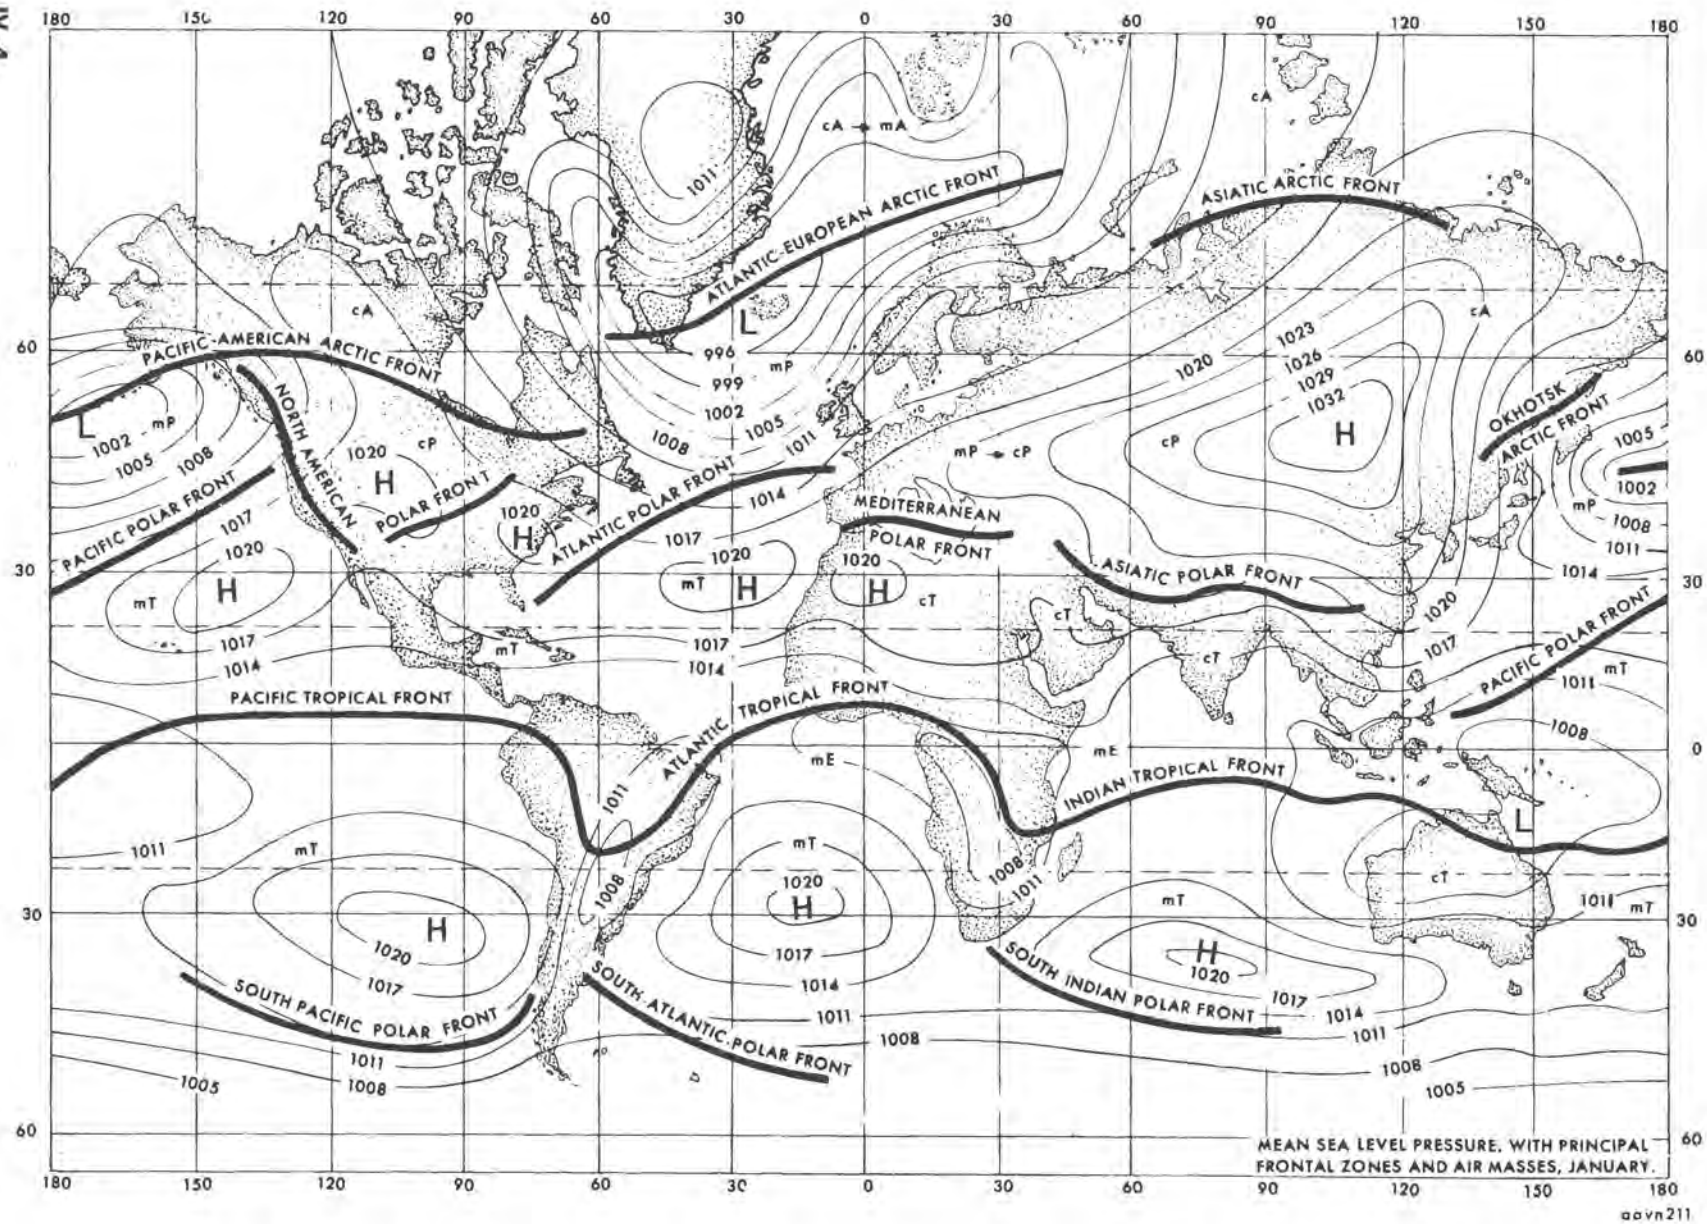 180 150 120 90 60 30 0 30 60 90 120 150 180
cA
cA → mA
1011
ASIATIC ARCTIC FRONT
ATLANTIC-EUROPEAN ARCTIC FRONT
cA
cA
L
1023
60
PACIFIC-AMERICAN ARCTIC FRONT
996
mP
1020
1026
60
999
1029
NORTH AMERICAN
POLAR FRONT
L
1002
mP
1002
1032
OKHOTSK
ARCTIC FRONT
1005
1008
1020
cP
1008
1005
1011
mP → cP
cP
H
1005
H
PACIFIC POLAR FRONT
ATLANTIC POLAR FRONT
1014
MEDITERRANEAN
POLAR FRONT
1002
mP
1008
1017
1020
H
1017
1011
1020
1020
1020
ASIATIC POLAR FRONT
1014
30
H
mT
H
H
30
mT
cT
cT
1020
PACIFIC POLAR FRONT
1017
mT
1017
cT
1017
mT
1014
1014
1011
PACIFIC TROPICAL FRONT
ATLANTIC TROPICAL FRONT
1008
mE
mE
0
INDIAN TROPICAL FRONT
1011
L
1011
mT
mT
1008
1020
1008
1011
cT
mT
1011
mT
30
H
H
30
1020
H
1020
1017
1017
SOUTH PACIFIC POLAR FRONT
SOUTH ATLANTIC POLAR FRONT
SOUTH INDIAN POLAR FRONT
1017
1014
1014
1011
1011
1011
1008
1008
1008
1005
1005
60
60
MEAN SEA LEVEL PRESSURE, WITH PRINCIPAL
FRONTAL ZONES AND AIR MASSES, JANUARY.
180 150 120 90 60 30 0 30 60 90 120 150 180
aavn211